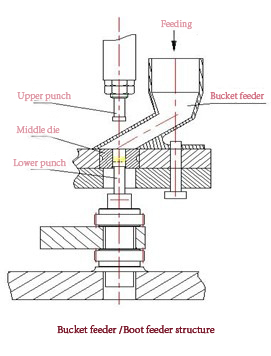 Feeding
Upper punch
Bucket feeder
Middle die
Lower punch
Bucket feeder /Boot feeder structure